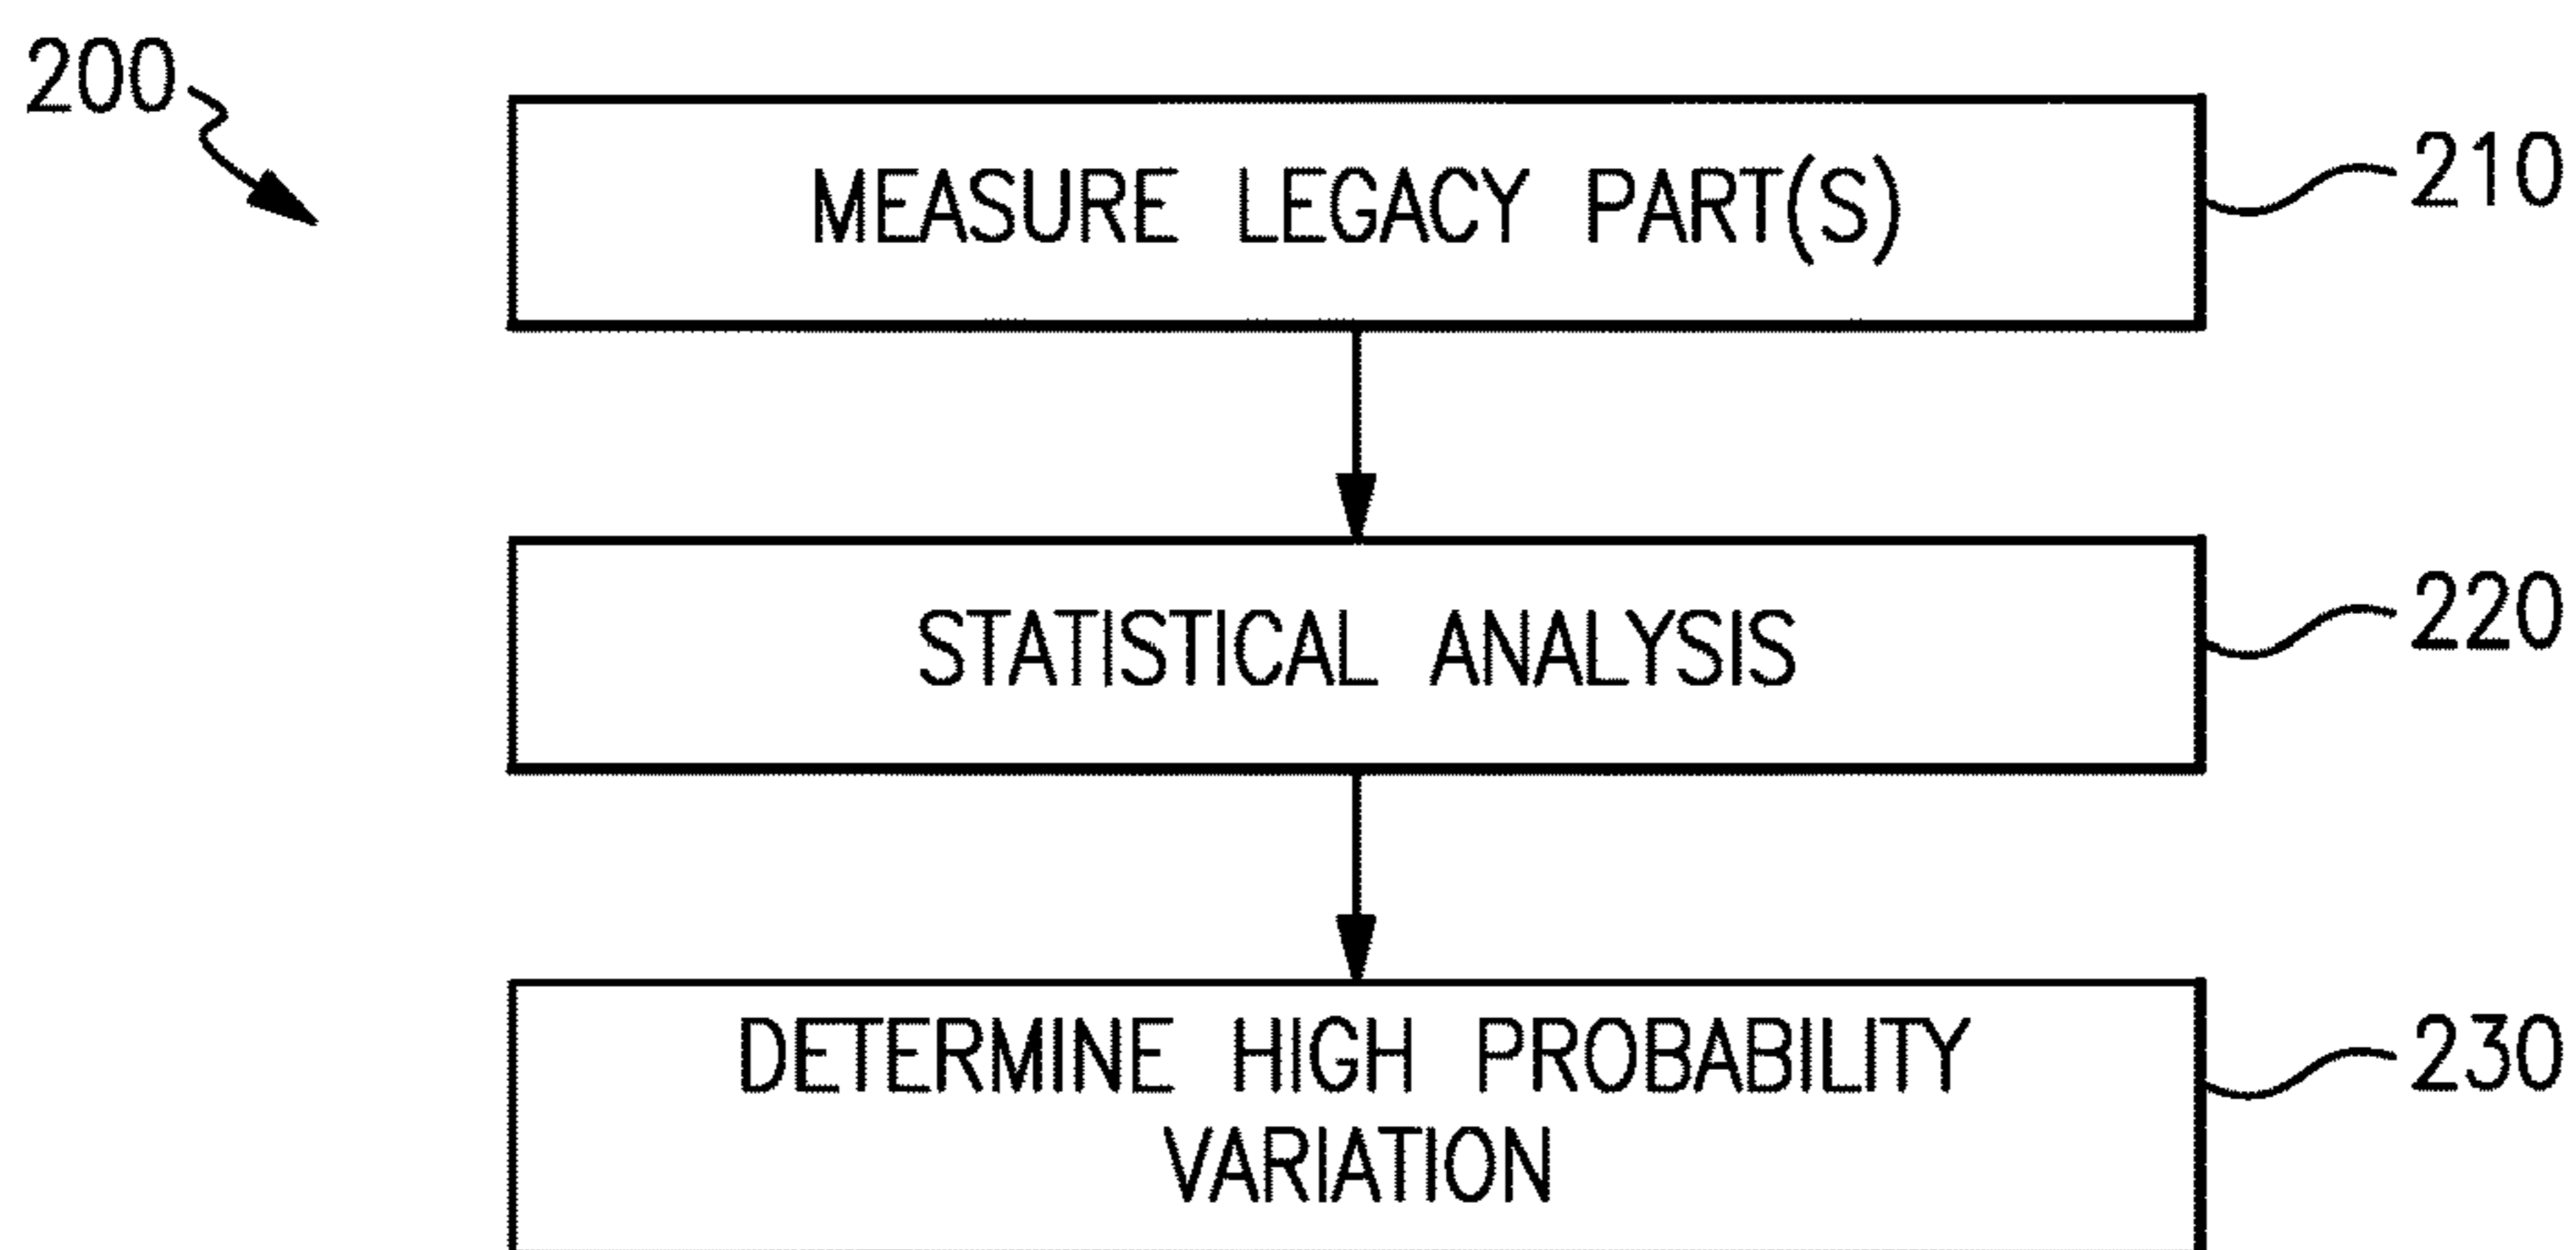 200
MEASURE LEGACY PART(S)
210
STATISTICAL ANALYSIS
220
DETERMINE HIGH PROBABILITY
VARIATION
230